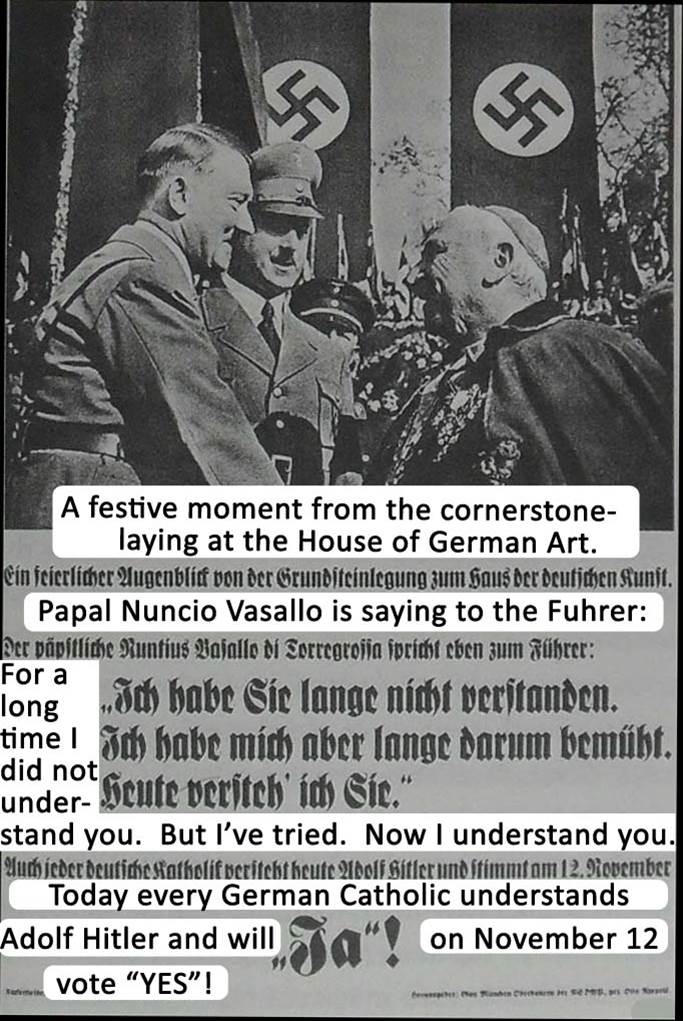 A festive moment from the cornerstone-
laying at the House of German Art.
Ein feierlicher Augenblick von der Grundsteinlegung zum Haus der deutschen Kunst.
Papal Nuncio Vasallo is saying to the Fuhrer:
Der päpstliche Nuntius Vasallo di Torregrossa spricht eben zum Führer:
For a
long
time I
did not
under-
„Ich habe Sie lange nicht verstanden.
Ich habe mich aber lange darum bemüht.
Heute versteh' ich Sie.“
stand you. But I've tried. Now I understand you.
Auch jeder deutsche Katholik versteht heute Adolf Hitler und stimmt am 12. November
Today every German Catholic understands
Adolf Hitler and will
„Ja“!
on November 12
vote “YES”!